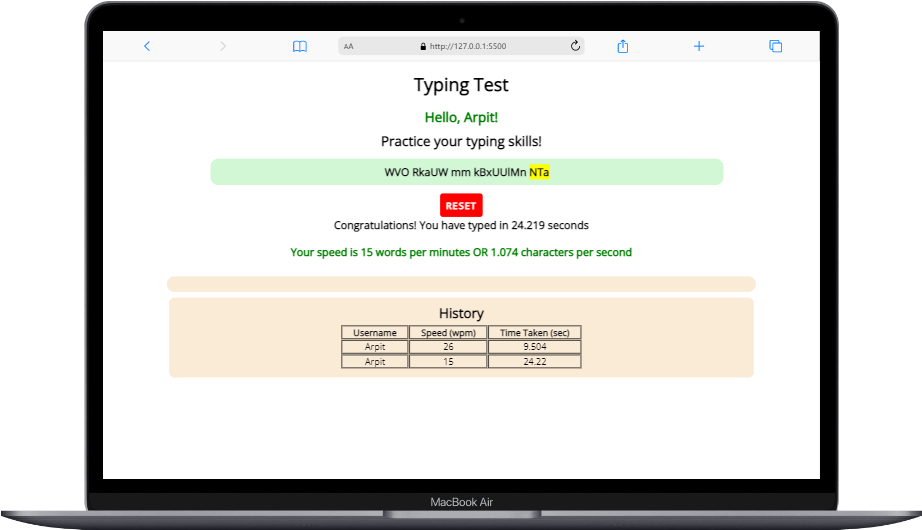 AA http://127.0.0.1:5500
Typing Test
Hello, Arpit!
Practice your typing skills!
WVO RkaUW mm kBxUUlMn NTa
RESET
Congratulations! You have typed in 24.219 seconds
Your speed is 15 words per minutes OR 1.074 characters per second
History
Username Speed (wpm) Time Taken (sec)
Arpit 26 9.504
Arpit 15 24.22
MacBook Air